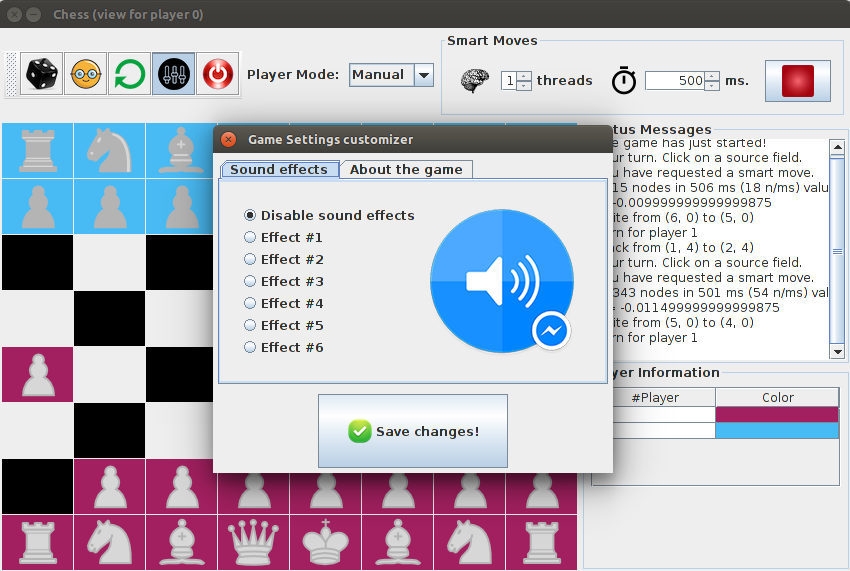 Chess (view for player 0)
Player Mode:
Manual
Smart Moves
1 threads
500 ms.
Game Settings customizer
Sound effects
About the game
Disable sound effects
Effect #1
Effect #2
Effect #3
Effect #4
Effect #5
Effect #6
Save changes!
tus Messages
e game has just started!
ur turn. Click on a source field.
u have requested a smart move.
15 nodes in 506 ms (18 n/ms) valu
-0.009999999999999875
ite from (6, 0) to (5, 0)
rn for player 1
ck from (1, 4) to (2, 4)
ur turn. Click on a source field.
u have requested a smart move.
343 nodes in 501 ms (54 n/ms) val
= -0.011499999999999875
ite from (5, 0) to (4, 0)
rn for player 1
yer Information
#Player
Color